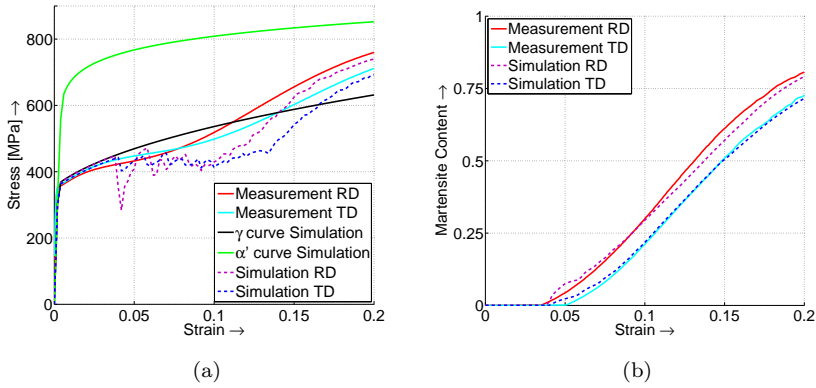 Stress [MPa] →
800
600
400
200
0
0
0.05
0.1
0.15
0.2
Strain →
Measurement RD
Measurement TD
γ curve Simulation
α' curve Simulation
Simulation RD
Simulation TD
(a)
Martensite Content →
1
0.75
0.5
0.25
0
0
0.05
0.1
0.15
0.2
Strain →
Measurement RD
Measurement TD
Simulation RD
Simulation TD
(b)